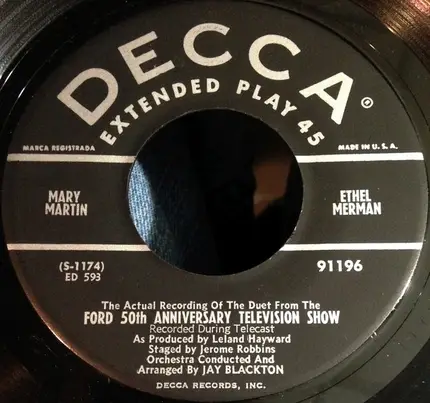 DECCA®
EXTENDED PLAY 45
MARCA REGISTRADA
MADE IN U. S. A.
MARY
MARTIN
ETHEL
MERMAN
(S-1174)
ED 593
91196
The Actual Recording Of The Duet From The
FORD 50th ANNIVERSARY TELEVISION SHOW
Recorded During Telecast
As Produced by Leland Hayward
Staged by Jerome Robbins
Orchestra Conducted And
Arranged By JAY BLACKTON
DECCA RECORDS, INC.